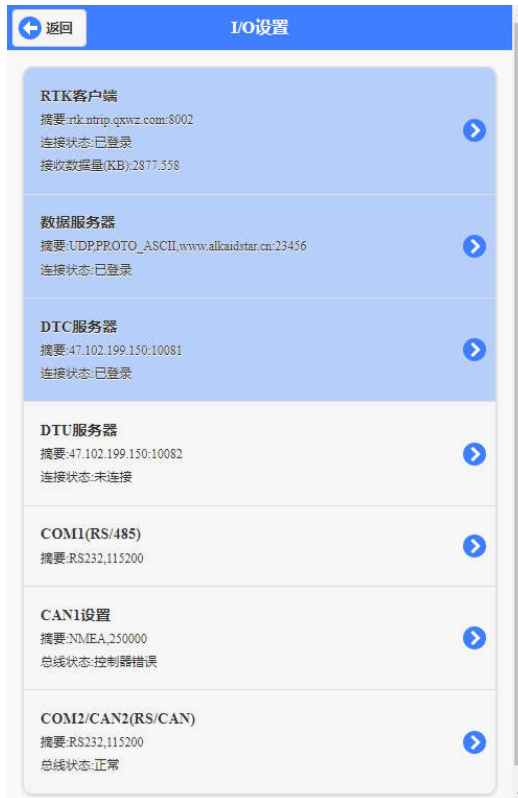 返回
I/O设置
RTK客户端
摘要:rtk.ntrip.qxwz.com:8002
连接状态:已登录
接收数据量(KB):2877.558
数据服务器
摘要:UDP,PROTO_ASCII,www.alkaidstar.cn:23456
连接状态:已登录
DTC服务器
摘要:47.102.199.150:10081
连接状态:已登录
DTU服务器
摘要:47.102.199.150:10082
连接状态:未连接
COM1(RS/485)
摘要:RS232,115200
CAN1设置
摘要:NMEA,250000
总线状态:控制器错误
COM2/CAN2(RS/CAN)
摘要:RS232,115200
总线状态:正常